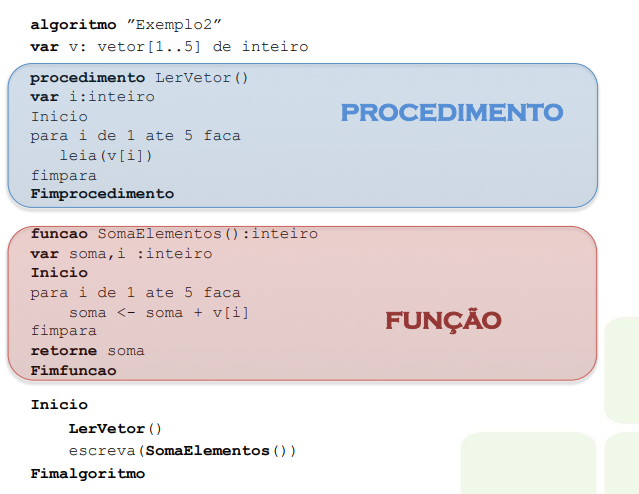 algoritmo ”Exemplo2”
var v: vetor[1..5] de inteiro
procedimento LerVetor()
var i:inteiro
Inicio
para i de 1 ate 5 faca
leia(v[i])
fimpara
Fimprocedimento
PROCEDIMENTO
funcao SomaElementos():inteiro
var soma,i :inteiro
Inicio
para i de 1 ate 5 faca
soma <- soma + v[i]
fimpara
retorne soma
Fimfuncao
FUNÇÃO
Inicio
LerVetor()
escreva(SomaElementos())
Fimalgoritmo